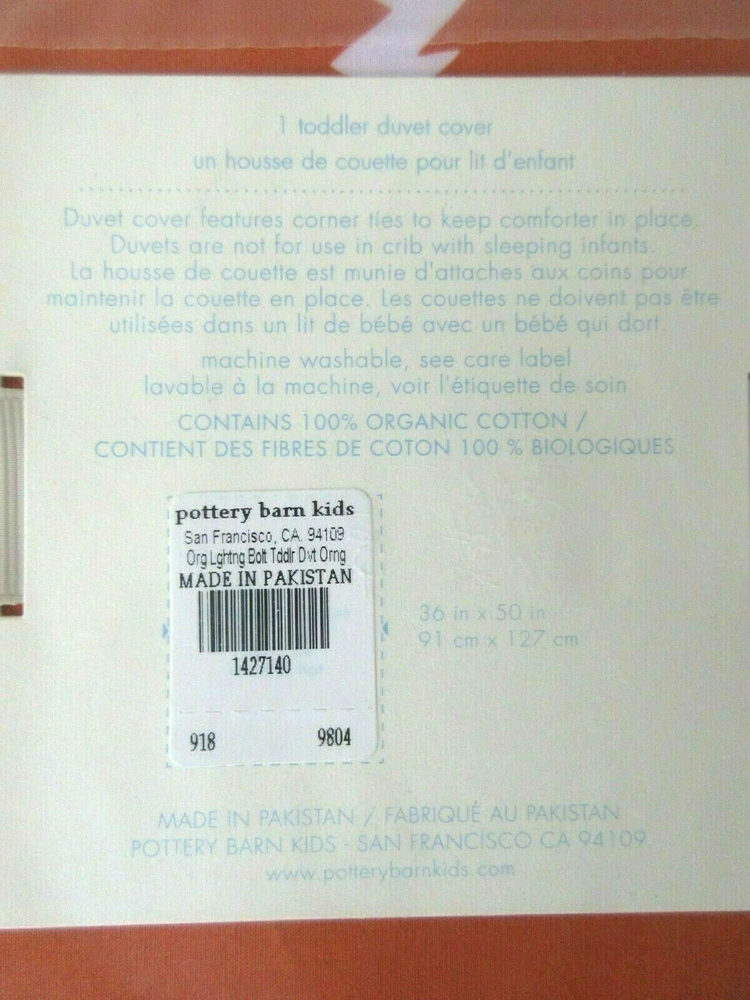 1 toddler duvet cover
un housse de couette pour lit d'enfant
Duvet cover features corner ties to keep comforter in place.
Duvets are not for use in crib with sleeping infants.
La housse de couette est munie d'attaches aux coins pour
maintenir la couette en place. Les couettes ne doivent pas être
utilisées dans un lit de bébé avec un bébé qui dort.
machine washable, see care label
lavable à la machine, voir l'étiquette de soin
CONTAINS 100% ORGANIC COTTON /
CONTIENT DES FIBRES DE COTON 100 % BIOLOGIQUES
pottery barn kids
San Francisco, CA. 94109
Org Lghtng Bolt Tddlr Dvt Orng
MADE IN PAKISTAN
1427140
918 9804
36 in x 50 in
91 cm x 127 cm
MADE IN PAKISTAN / FABRIQUÉ AU PAKISTAN
POTTERY BARN KIDS · SAN FRANCISCO CA 94109
www.potterybarnkids.com